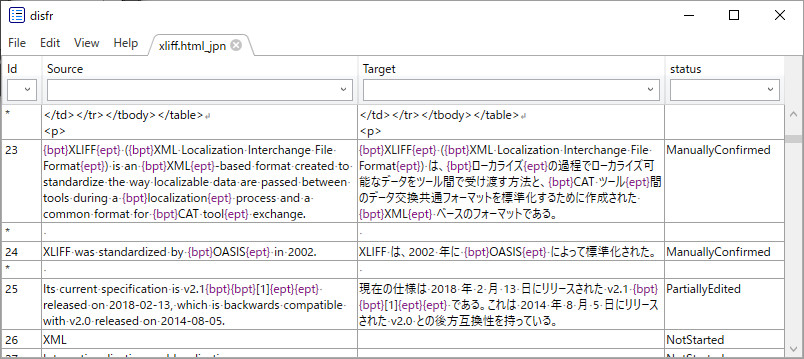 disfr
File Edit View Help xliff.html_jpn
Id Source Target status
* </td></tr></tbody></table>↲ </td></tr></tbody></table>↲
<p> <p>
23 {bpt}XLIFF{ept}·({bpt}XML·Localization·Interchange·File· {bpt}XLIFF{ept}·({bpt}XML·Localization·Interchange·File· ManuallyConfirmed
Format{ept})·is·an·{bpt}XML{ept}-based·format·created·to· Format{ept})·は、{bpt}ローカライズ{ept}の過程でローカライズ可
standardize·the·way·localizable·data·are·passed·between· 能なデータをツール間で受け渡す方法と、{bpt}CAT·ツール{ept}間
tools·during·a·{bpt}localization{ept}·process·and·a· のデータ交換共通フォーマットを標準化するために作成された·
common·format·for·{bpt}CAT·tool{ept}·exchange. {bpt}XML{ept}·ベースのフォーマットである。
* · ·
24 XLIFF·was·standardized·by·{bpt}OASIS{ept}·in·2002. XLIFF·は、2002·年に·{bpt}OASIS{ept}·によって標準化された。 ManuallyConfirmed
* · ·
25 Its·current·specification·is·v2.1{bpt}{bpt}[1]{ept}{ept}· 現在の仕様は·2018·年·2·月·13·日にリリースされた·v2.1·{bpt} PartiallyEdited
released·on·2018-02-13,·which·is·backwards·compatible· {bpt}[1]{ept}{ept}·である。これは·2014·年·8·月·5·日にリリース
with·v2.0·released·on·2014-08-05. された·v2.0·との後方互換性を持っている。
26 XML NotStarted